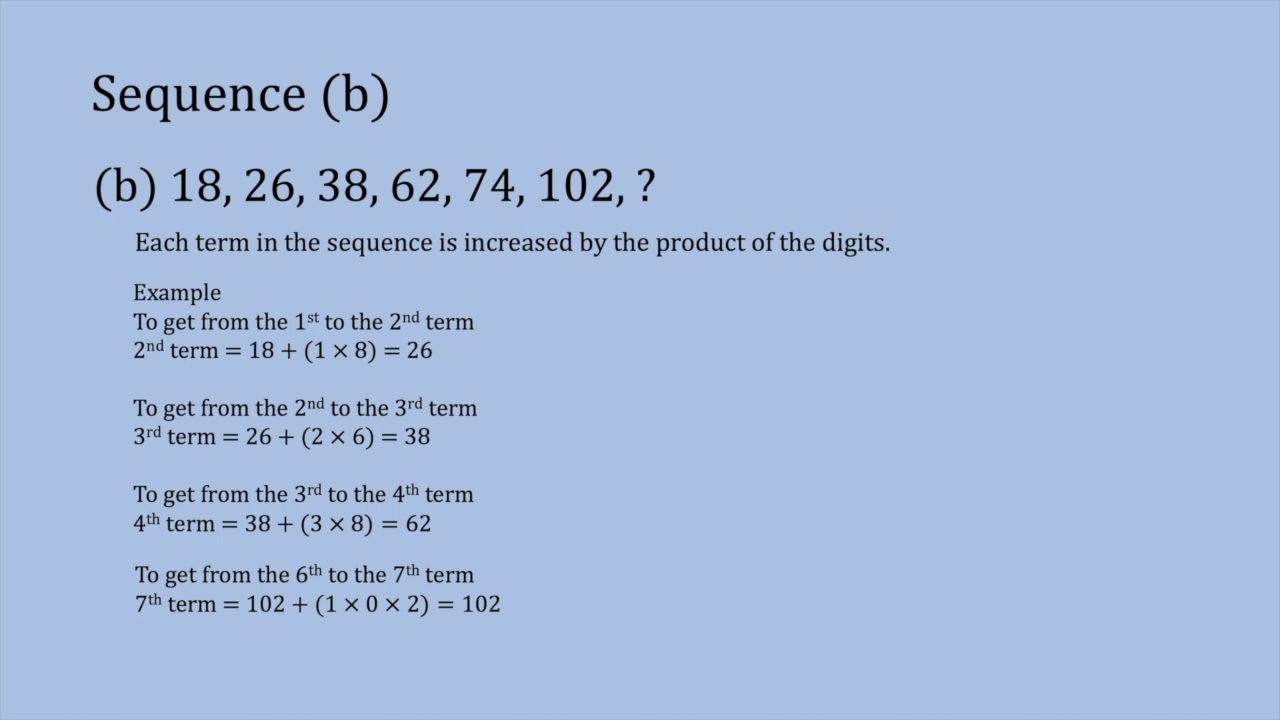 Sequence (b)
(b) 18, 26, 38, 62, 74, 102, ?
Each term in the sequence is increased by the product of the digits.
Example
To get from the 1st to the 2nd term
2nd term = 18 + (1 × 8) = 26
To get from the 2nd to the 3rd term
3rd term = 26 + (2 × 6) = 38
To get from the 3rd to the 4th term
4th term = 38 + (3 × 8) = 62
To get from the 6th to the 7th term
7th term = 102 + (1 × 0 × 2) = 102